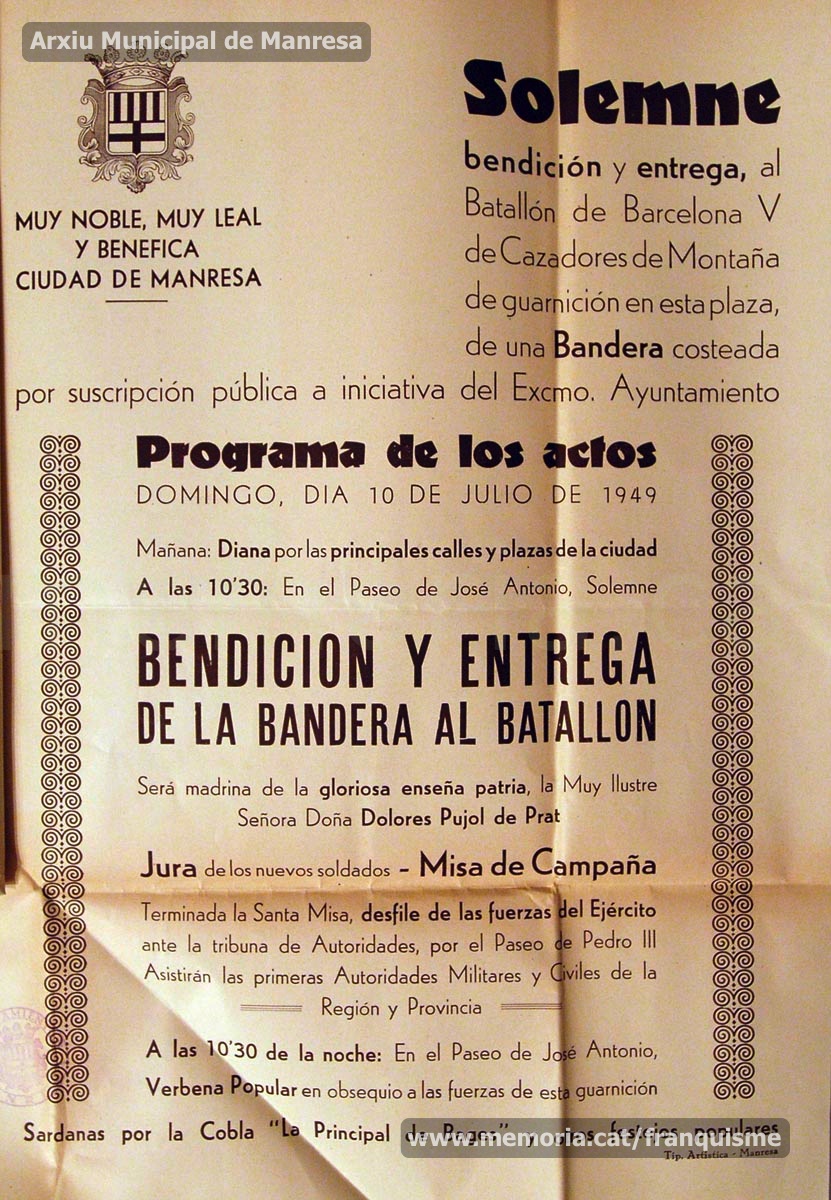 Arxiu Municipal de Manresa
MUY NOBLE, MUY LEAL
Y BENEFICA
CIUDAD DE MANRESA
Solemne
bendición y entrega, al
Batallón de Barcelona V
de Cazadores de Montaña
de guarnición en esta plaza,
de una Bandera costeada
por suscripción pública a iniciativa del Excmo. Ayuntamiento
Programa de los actos
DOMINGO, DIA 10 DE JULIO DE 1949
Mañana: Diana por las principales calles y plazas de la ciudad
A las 10'30: En el Paseo de José Antonio, Solemne
BENDICION Y ENTREGA
DE LA BANDERA AL BATALLON
Será madrina de la gloriosa enseña patria, la Muy Ilustre
Señora Doña Dolores Pujol de Prat
Jura de los nuevos soldados - Misa de Campaña
Terminada la Santa Misa, desfile de las fuerzas del Ejército
ante la tribuna de Autoridades, por el Paseo de Pedro III
Asistirán las primeras Autoridades Militares y Civiles de la
Región y Provincia
A las 10'30 de la noche: En el Paseo de José Antonio,
Verbena Popular en obsequio a las fuerzas de esta guarnición
Sardanas por la Cobla "La Principal de Bages" y otros festejos populares
www.memoria.cat/franquisme
Tip. Artística - Manresa